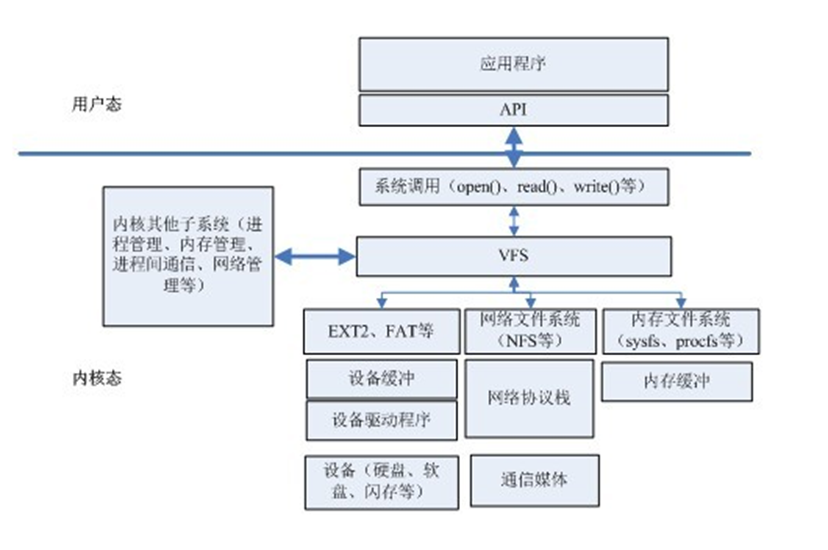 应用程序
用户态
API
系统调用（open()、read()、write()等）
内核其他子系统（进
程管理、内存管理、
进程间通信、网络管
理等）
VFS
EXT2、FAT等
网络文件系统
（NFS等）
内存文件系统
（sysfs、procfs等）
内核态
设备缓冲
网络协议栈
内存缓冲
设备驱动程序
设备（硬盘、软
盘、闪存等）
通信媒体